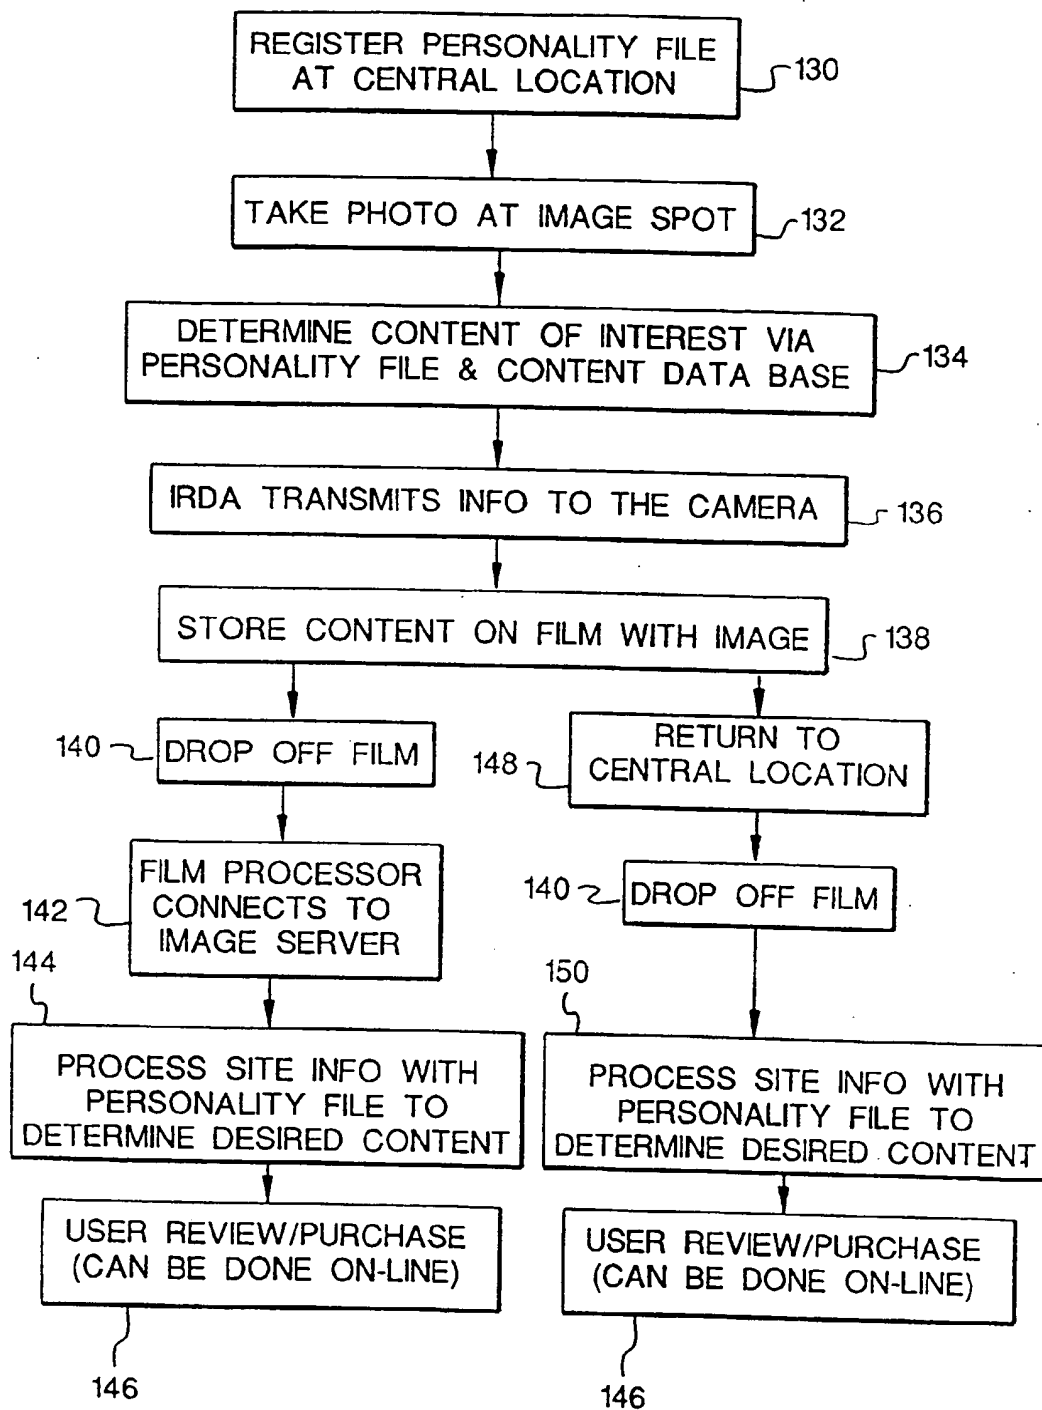 REGISTER PERSONALITY FILE
AT CENTRAL LOCATION
130
TAKE PHOTO AT IMAGE SPOT
132
DETERMINE CONTENT OF INTEREST VIA
PERSONALITY FILE & CONTENT DATA BASE
134
IRDA TRANSMITS INFO TO THE CAMERA
136
STORE CONTENT ON FILM WITH IMAGE
138
140
DROP OFF FILM
142
FILM PROCESSOR
CONNECTS TO
IMAGE SERVER
144
PROCESS SITE INFO WITH
PERSONALITY FILE TO
DETERMINE DESIRED CONTENT
USER REVIEW/PURCHASE
(CAN BE DONE ON-LINE)
146
148
RETURN TO
CENTRAL LOCATION
140
DROP OFF FILM
150
PROCESS SITE INFO WITH
PERSONALITY FILE TO
DETERMINE DESIRED CONTENT
USER REVIEW/PURCHASE
(CAN BE DONE ON-LINE)
146